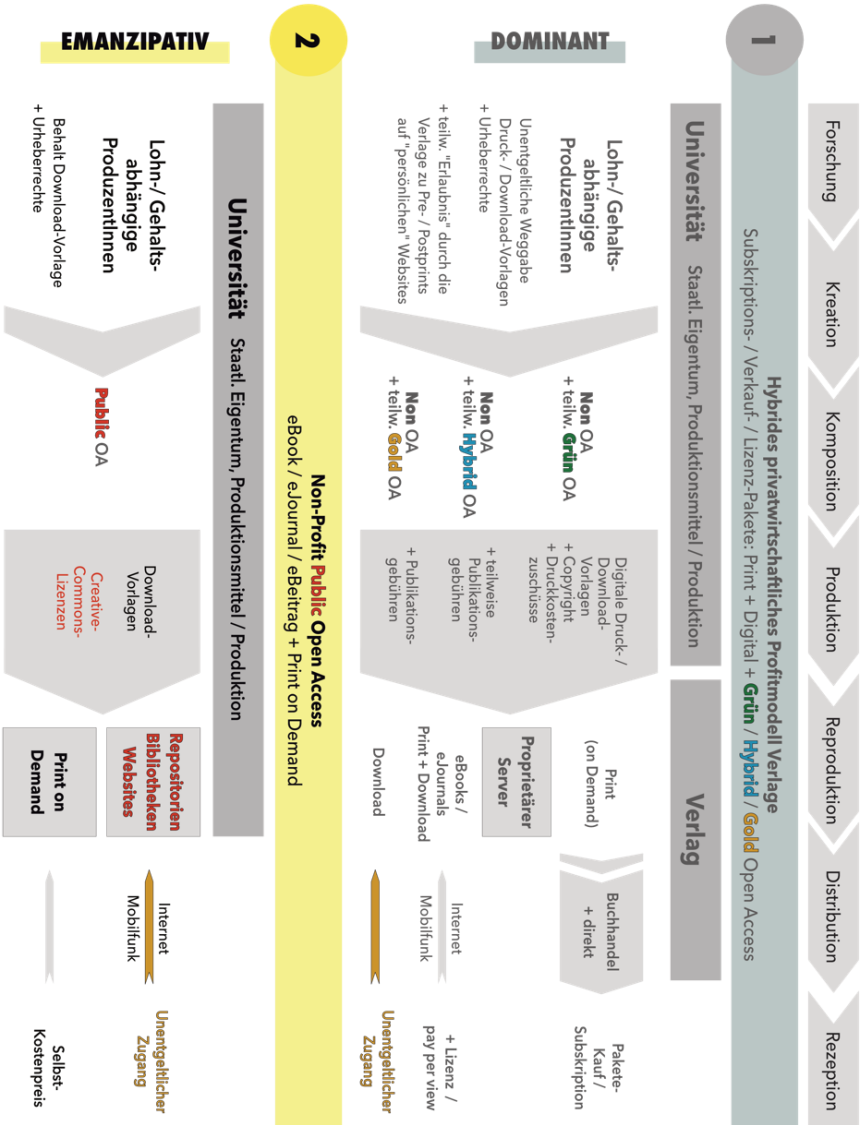 Forschung
Kreation
Komposition
Produktion
Reproduktion
Distribution
Rezeption
1
Hybrides privatwirtschaftliches Profitmodell Verlage
Subskriptions- / Verkauf- / Lizenz-Pakete: Print + Digital + Grün / Hybrid / Gold Open Access
DOMINANT
Universität Staatl. Eigentum, Produktionsmittel / Produktion
Verlag
Lohn-/ Gehalts-
abhängige
ProduzentInnen
Unentgeltliche Weggabe
Druck- / Download-Vorlagen
+ Urheberrechte
+ teilw. "Erlaubnis" durch die
Verlage zu Pre- / Postprints
auf "persönlichen" Websites
Non OA
+ teilw. Grün OA
Non OA
+ teilw. Hybrid OA
Non OA
+ teilw. Gold OA
Digitale Druck- /
Download-
Vorlagen
+ Copyright
+ Druckkosten-
zuschüsse
+ teilweise
Publikations-
gebühren
+ Publikations-
gebühren
Print
(on Demand)
Proprietärer
Server
eBooks /
eJournals
Print + Download
Download
Buchhandel
+ direkt
Internet
Mobilfunk
Pakete-
Kauf /
Subskription
+ Lizenz /
pay per view
Unentgeltlicher
Zugang
2
Non-Profit Public Open Access
eBook / eJournal / eBeitrag + Print on Demand
EMANZIPATIV
Universität Staatl. Eigentum, Produktionsmittel / Produktion
Lohn-/ Gehalts-
abhängige
ProduzentInnen
Behalt Download-Vorlage
+ Urheberrechte
Public OA
Download-
Vorlagen
Creative-
Commons-
Lizenzen
Repositorien
Bibliotheken
Websites
Print on
Demand
Internet
Mobilfunk
Unentgeltlicher
Zugang
Selbst-
Kostenpreis